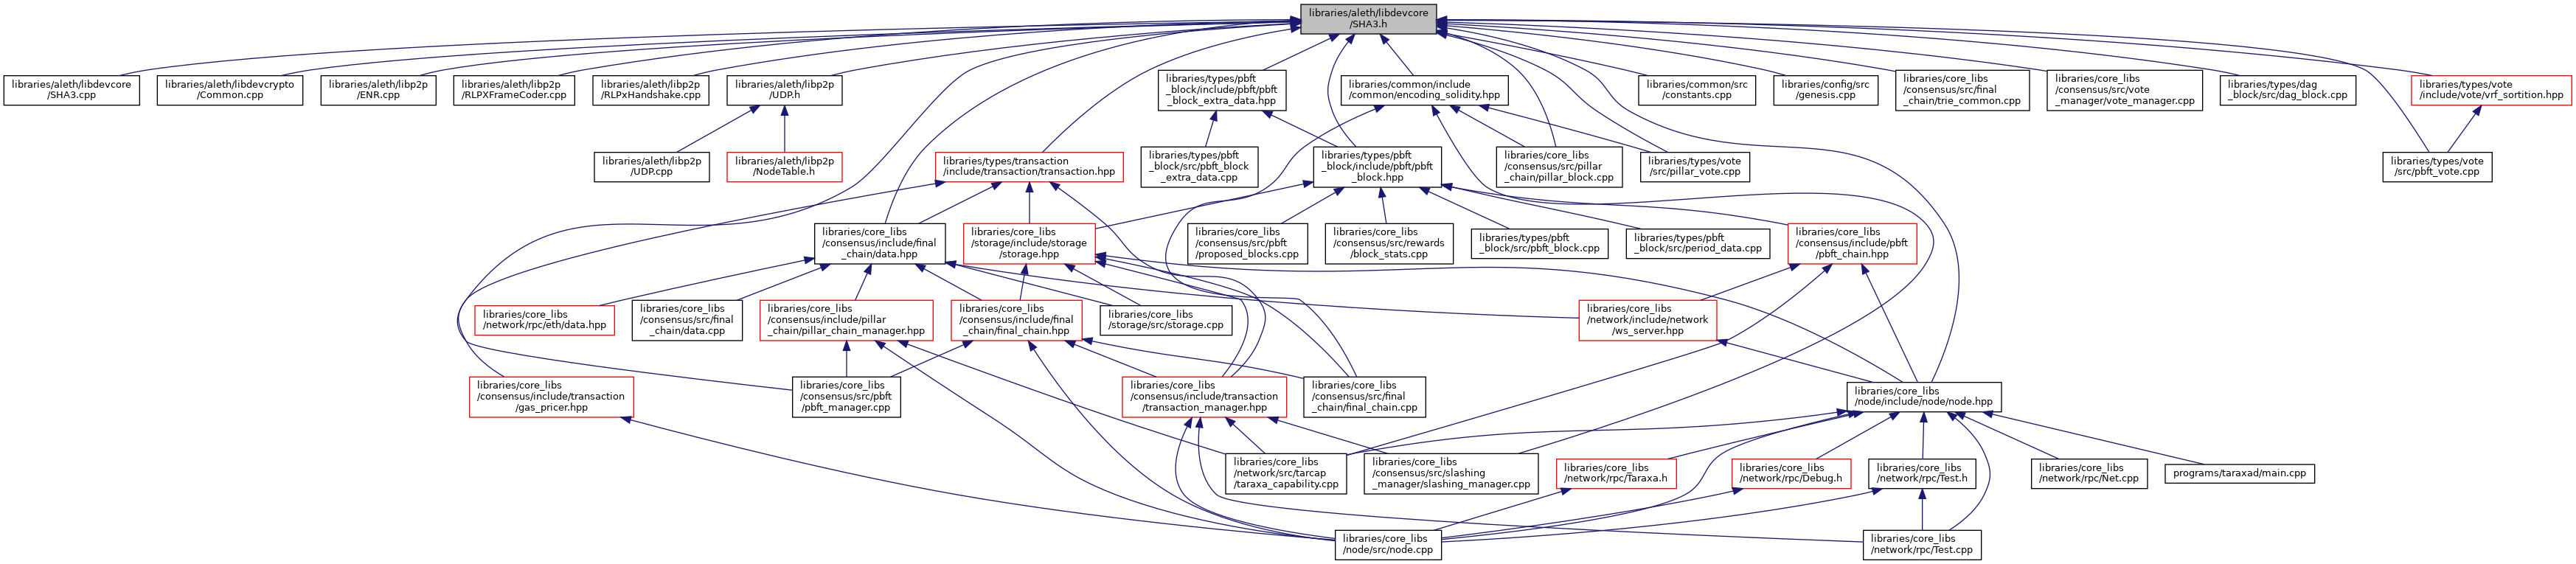 libraries/aleth/libdevcore
/SHA3.h
libraries/aleth/libdevcore
/SHA3.cpp
libraries/aleth/libdevcrypto
/Common.cpp
libraries/aleth/libp2p
/ENR.cpp
libraries/aleth/libp2p
/RLPXFrameCoder.cpp
libraries/aleth/libp2p
/RLPxHandshake.cpp
libraries/aleth/libp2p
/UDP.h
libraries/types/pbft
_block/include/pbft/pbft
_block_extra_data.hpp
libraries/common/include
/common/encoding_solidity.hpp
libraries/common/src
/constants.cpp
libraries/config/src
/genesis.cpp
libraries/core_libs
/consensus/src/final
_chain/trie_common.cpp
libraries/core_libs
/consensus/src/vote
_manager/vote_manager.cpp
libraries/types/dag
_block/src/dag_block.cpp
libraries/types/vote
/include/vote/vrf_sortition.hpp
libraries/aleth/libp2p
/UDP.cpp
libraries/aleth/libp2p
/NodeTable.h
libraries/types/transaction
/include/transaction/transaction.hpp
libraries/types/pbft
_block/src/pbft_block
_extra_data.cpp
libraries/types/pbft
_block/include/pbft/pbft
_block.hpp
libraries/core_libs
/consensus/src/pillar
_chain/pillar_block.cpp
libraries/types/vote
/src/pillar_vote.cpp
libraries/types/vote
/src/pbft_vote.cpp
libraries/core_libs
/consensus/include/final
_chain/data.hpp
libraries/core_libs
/storage/include/storage
/storage.hpp
libraries/core_libs
/consensus/src/pbft
/proposed_blocks.cpp
libraries/core_libs
/consensus/src/rewards
/block_stats.cpp
libraries/types/pbft
_block/src/pbft_block.cpp
libraries/types/pbft
_block/src/period_data.cpp
libraries/core_libs
/consensus/include/pbft
/pbft_chain.hpp
libraries/core_libs
/network/rpc/eth/data.hpp
libraries/core_libs
/consensus/src/final
_chain/data.cpp
libraries/core_libs
/consensus/include/pillar
_chain/pillar_chain_manager.hpp
libraries/core_libs
/consensus/include/final
_chain/final_chain.hpp
libraries/core_libs
/storage/src/storage.cpp
libraries/core_libs
/network/include/network
/ws_server.hpp
libraries/core_libs
/consensus/include/transaction
/gas_pricer.hpp
libraries/core_libs
/consensus/src/pbft
/pbft_manager.cpp
libraries/core_libs
/consensus/include/transaction
/transaction_manager.hpp
libraries/core_libs
/consensus/src/final
_chain/final_chain.cpp
libraries/core_libs
/node/include/node/node.hpp
libraries/core_libs
/network/src/tarcap
/taraxa_capability.cpp
libraries/core_libs
/consensus/src/slashing
_manager/slashing_manager.cpp
libraries/core_libs
/network/rpc/Taraxa.h
libraries/core_libs
/network/rpc/Debug.h
libraries/core_libs
/network/rpc/Test.h
libraries/core_libs
/network/rpc/Net.cpp
programs/taraxad/main.cpp
libraries/core_libs
/node/src/node.cpp
libraries/core_libs
/network/rpc/Test.cpp